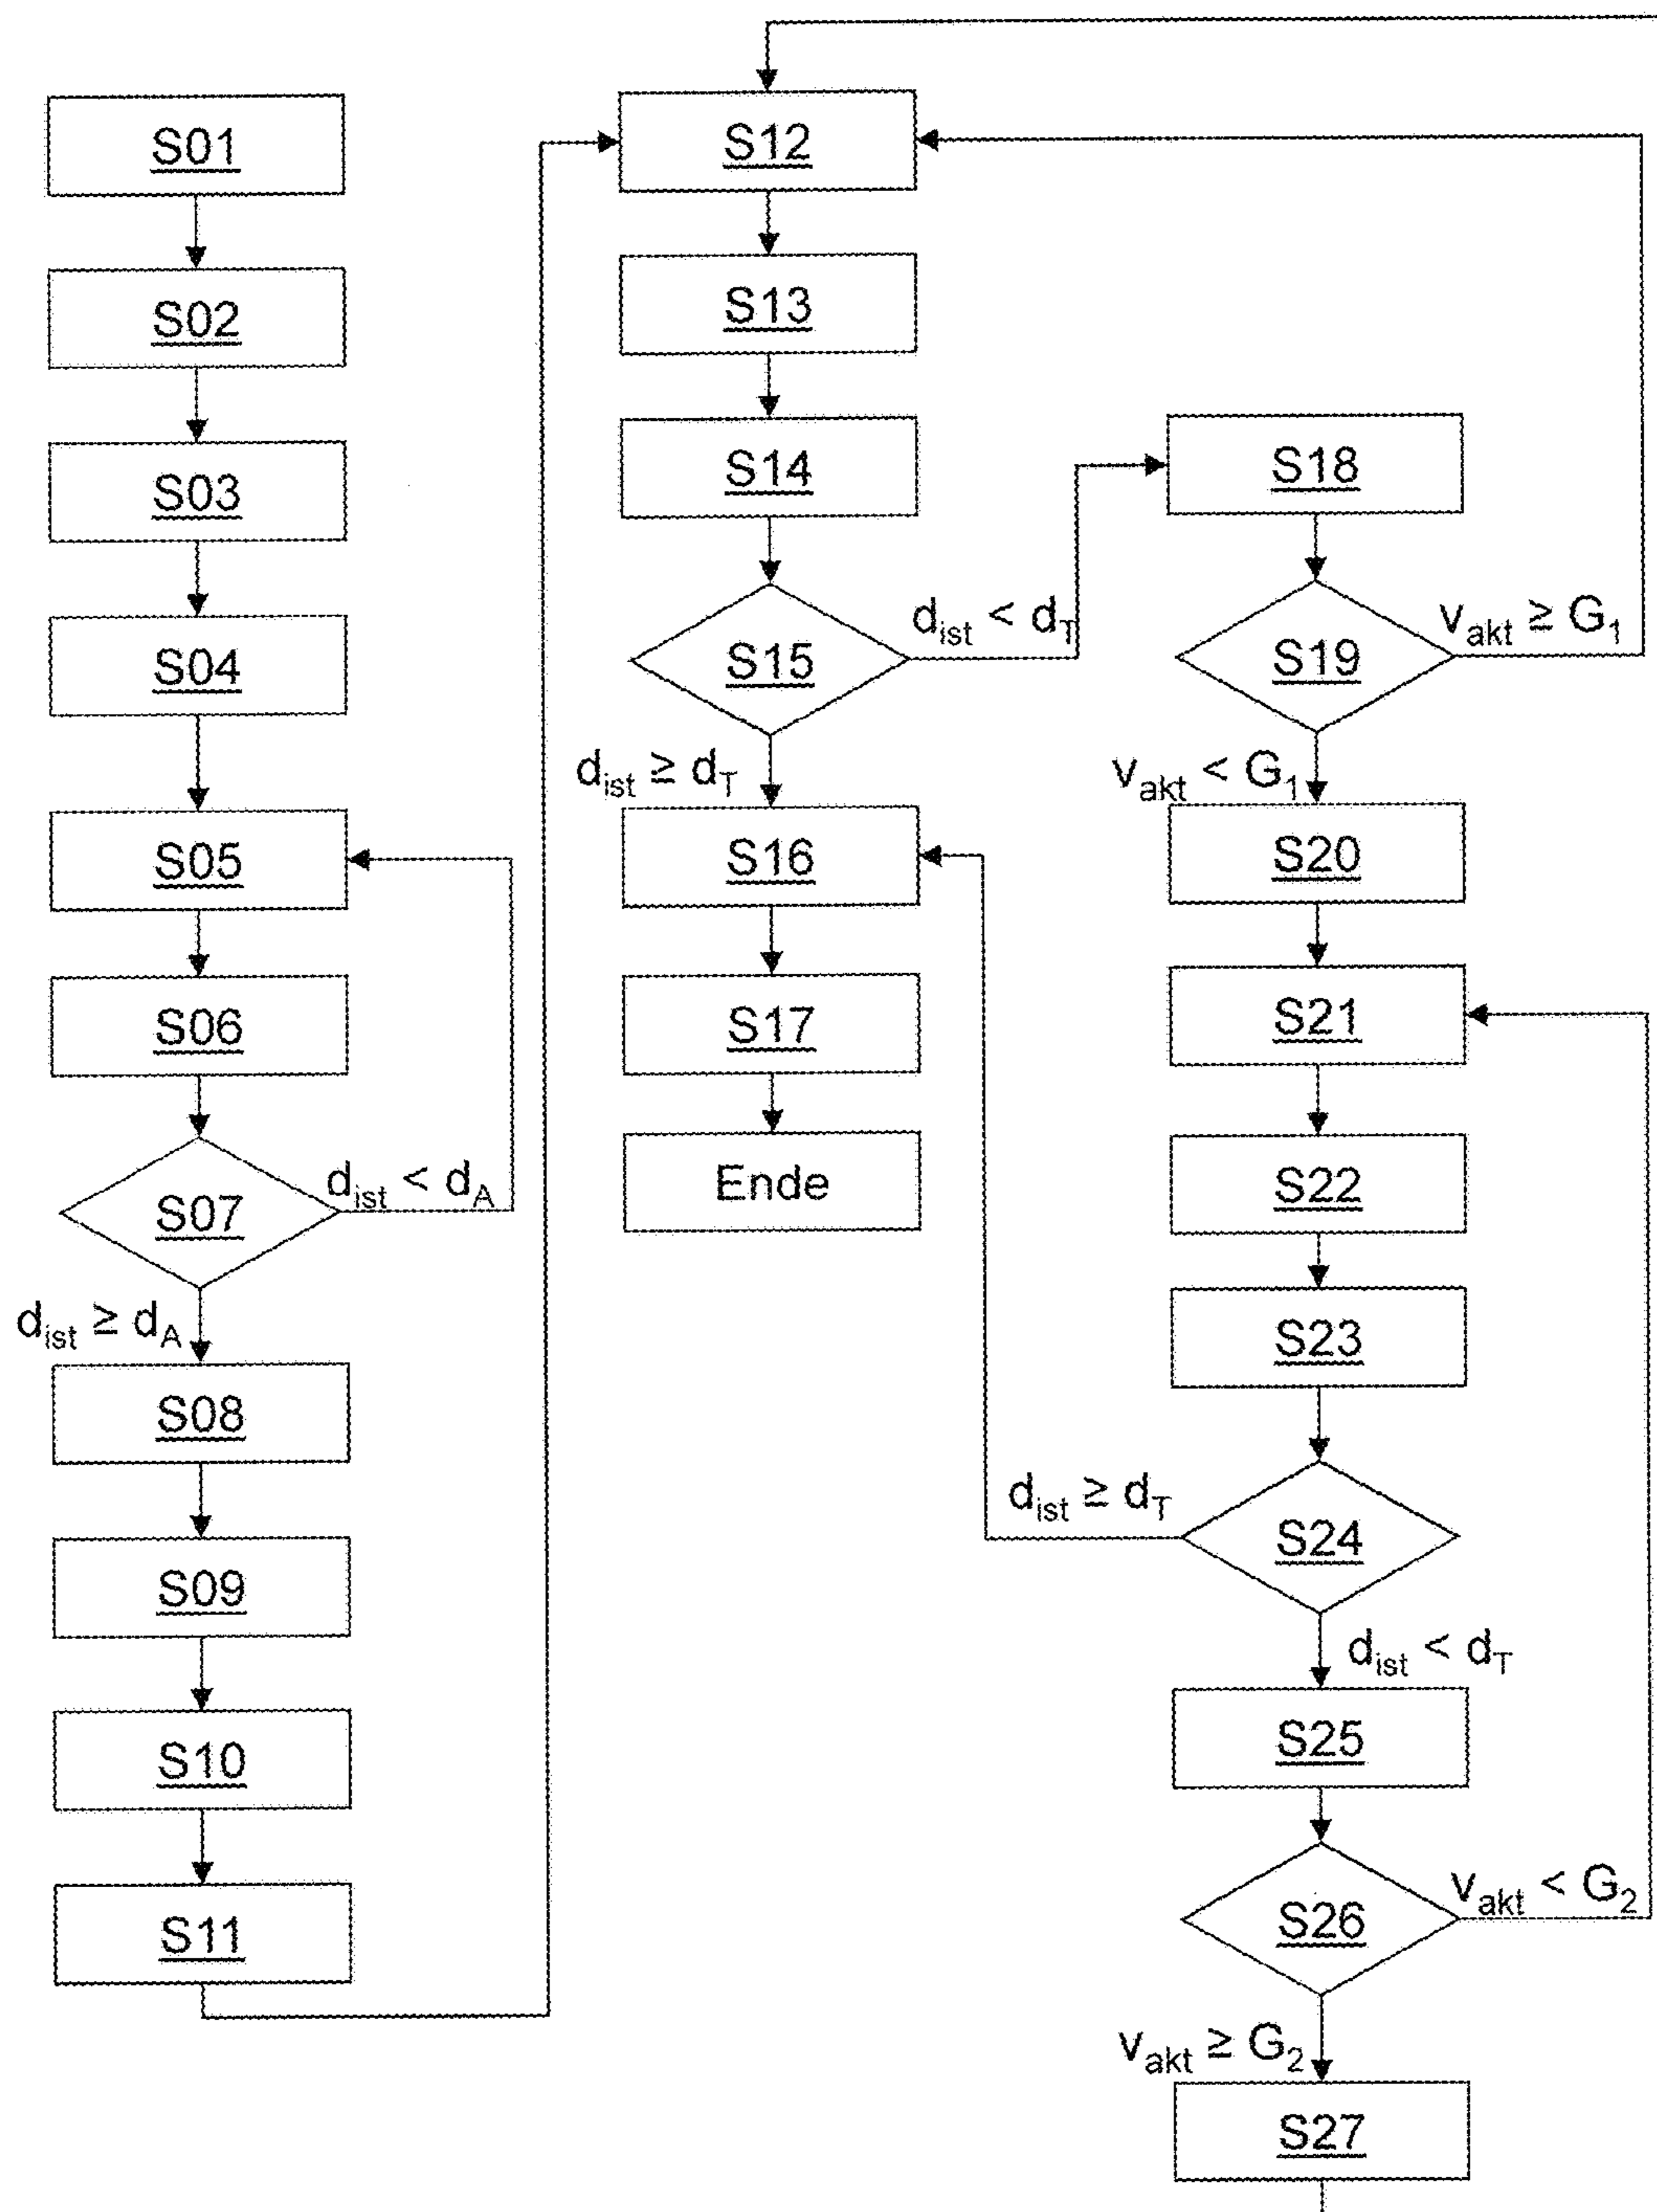 S01
S02
S03
S04
S05
S06
S07
d_ist < d_A
d_ist ≥ d_A
S08
S09
S10
S11
S12
S13
S14
S15
d_ist < d_T
d_ist ≥ d_T
S16
S17
Ende
S18
S19
v_akt ≥ G_1
v_akt < G_1
S20
S21
S22
S23
S24
d_ist ≥ d_T
d_ist < d_T
S25
S26
v_akt < G_2
v_akt ≥ G_2
S27